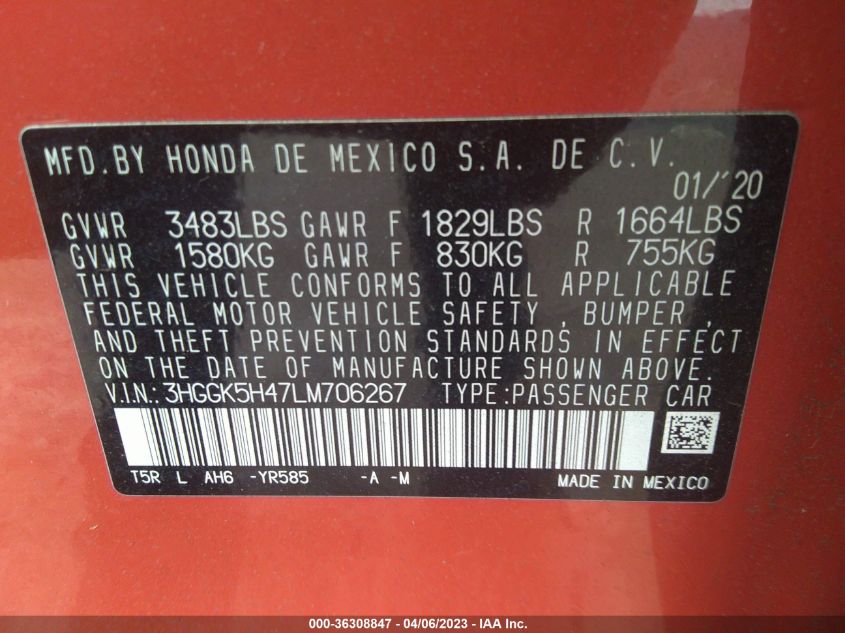 MFD.BY HONDA DE MEXICO S.A. DE C.V.
01/'20
GVWR 3483LBS GAWR F 1829LBS R 1664LBS
GVWR 1580KG GAWR F 830KG R 755KG
THIS VEHICLE CONFORMS TO ALL APPLICABLE
FEDERAL MOTOR VEHICLE SAFETY , BUMPER ,
AND THEFT PREVENTION STANDARDS IN EFFECT
ON THE DATE OF MANUFACTURE SHOWN ABOVE.
V.I.N.: 3HGGK5H47LM706267 TYPE:PASSENGER CAR
T5R L AH6 -YR585 -A -M MADE IN MEXICO
000-36308847 - 04/06/2023 - IAA Inc.